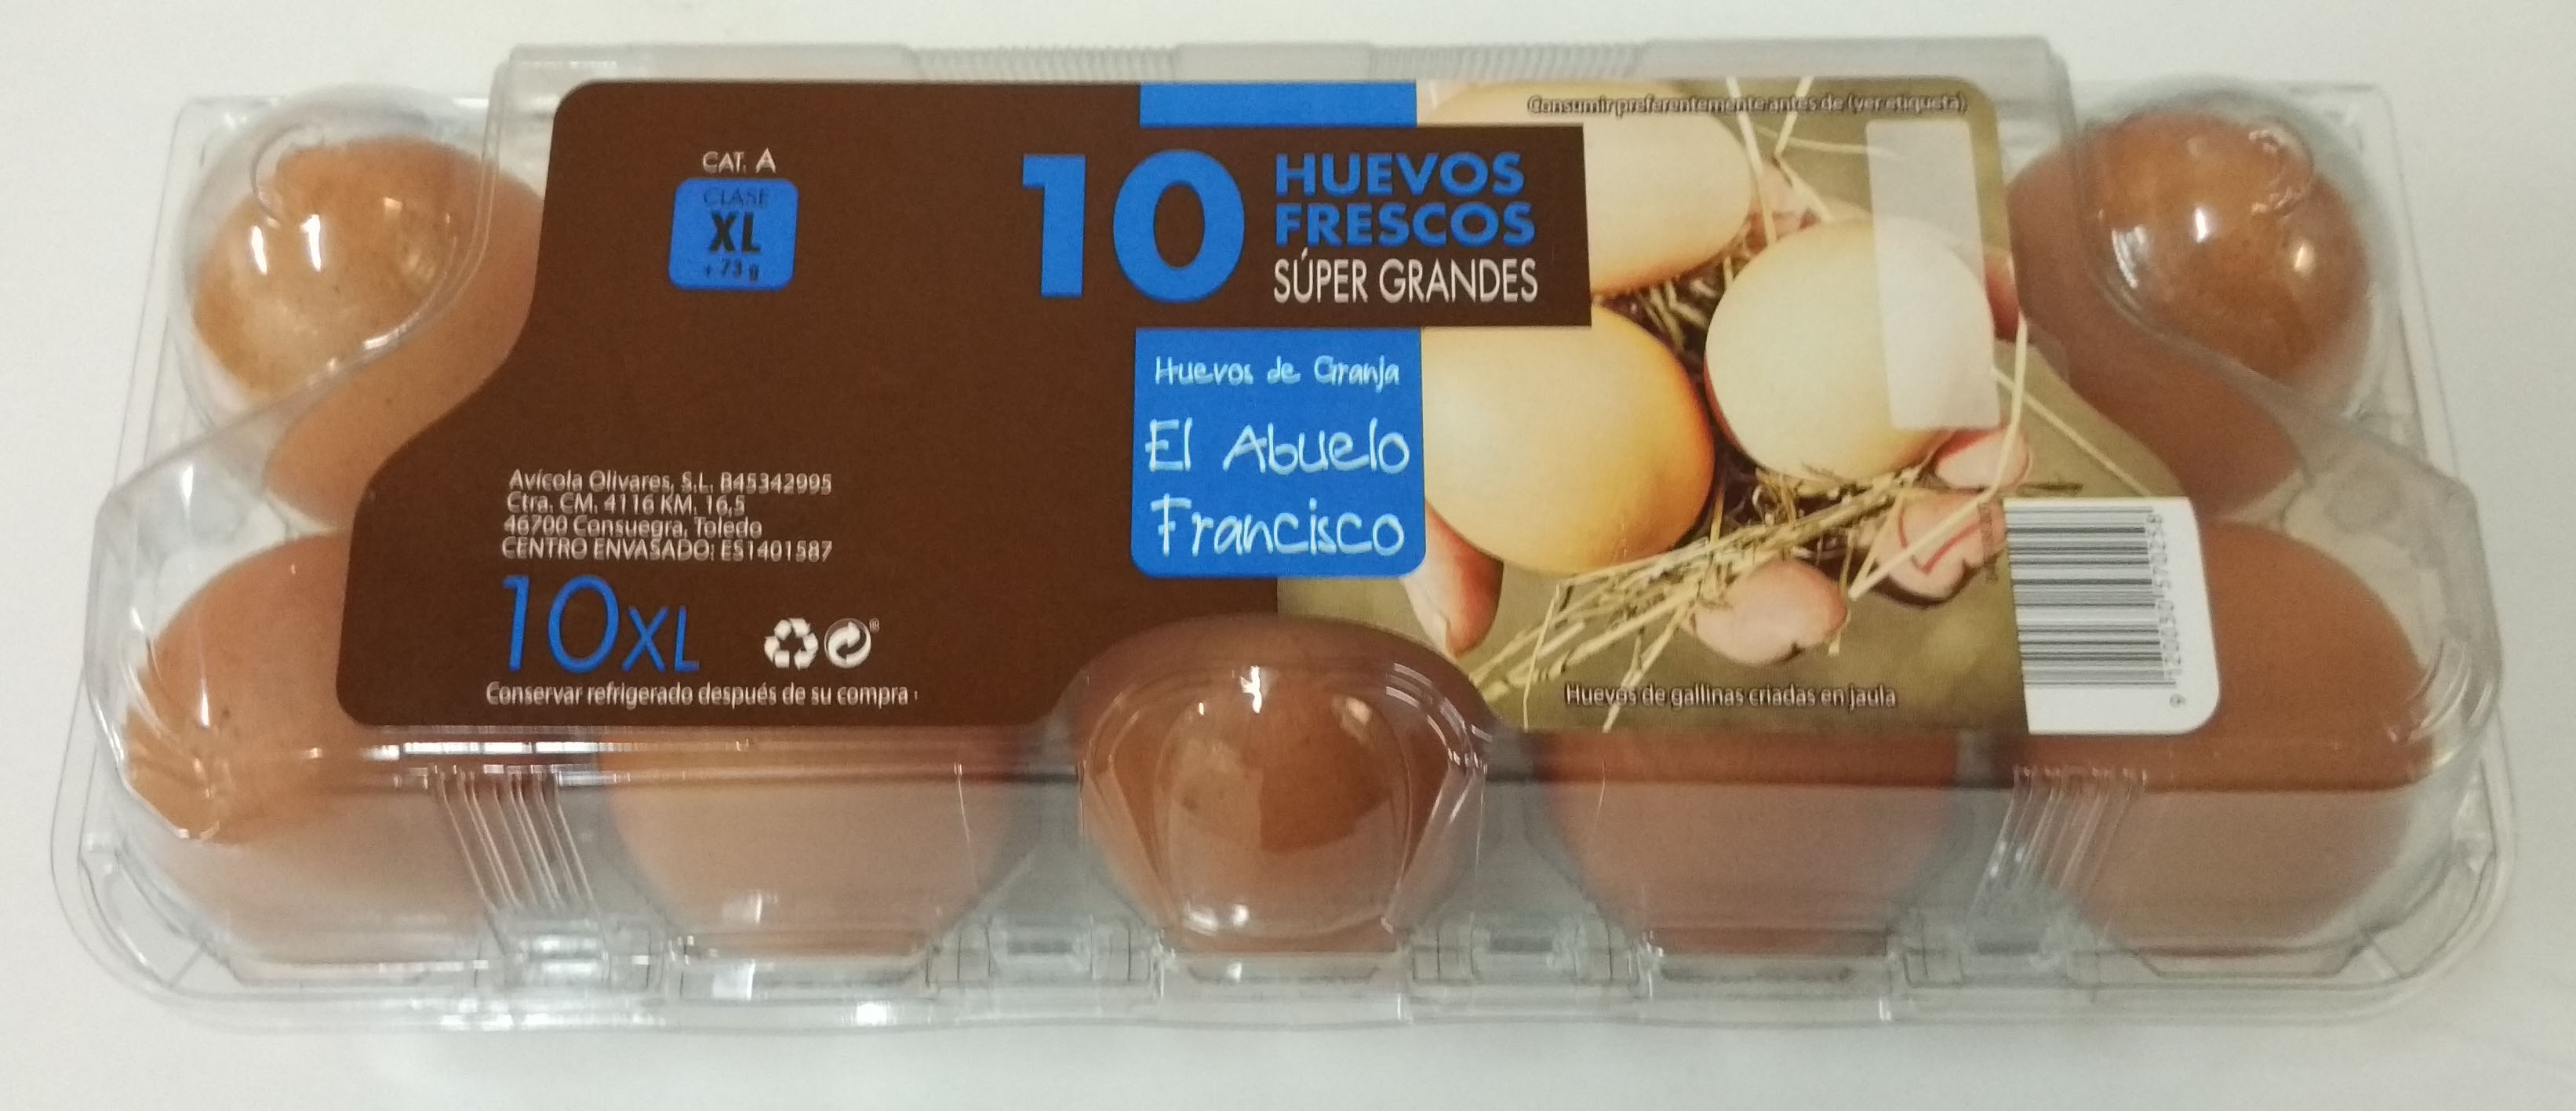 Consumir preferentemente antes de (ver etiqueta)
CAT. A
CLASE
XL
+ 73 g
10 HUEVOS
FRESCOS
SÚPER GRANDES
Huevos de Granja
El Abuelo
Francisco
Avícola Olivares, S.L. B45342995
Ctra. CM. 4116 KM. 16,5
46700 Consuegra, Toledo
CENTRO ENVASADO: ES1401587
10XL
Conservar refrigerado después de su compra
Huevos de gallinas criadas en jaula